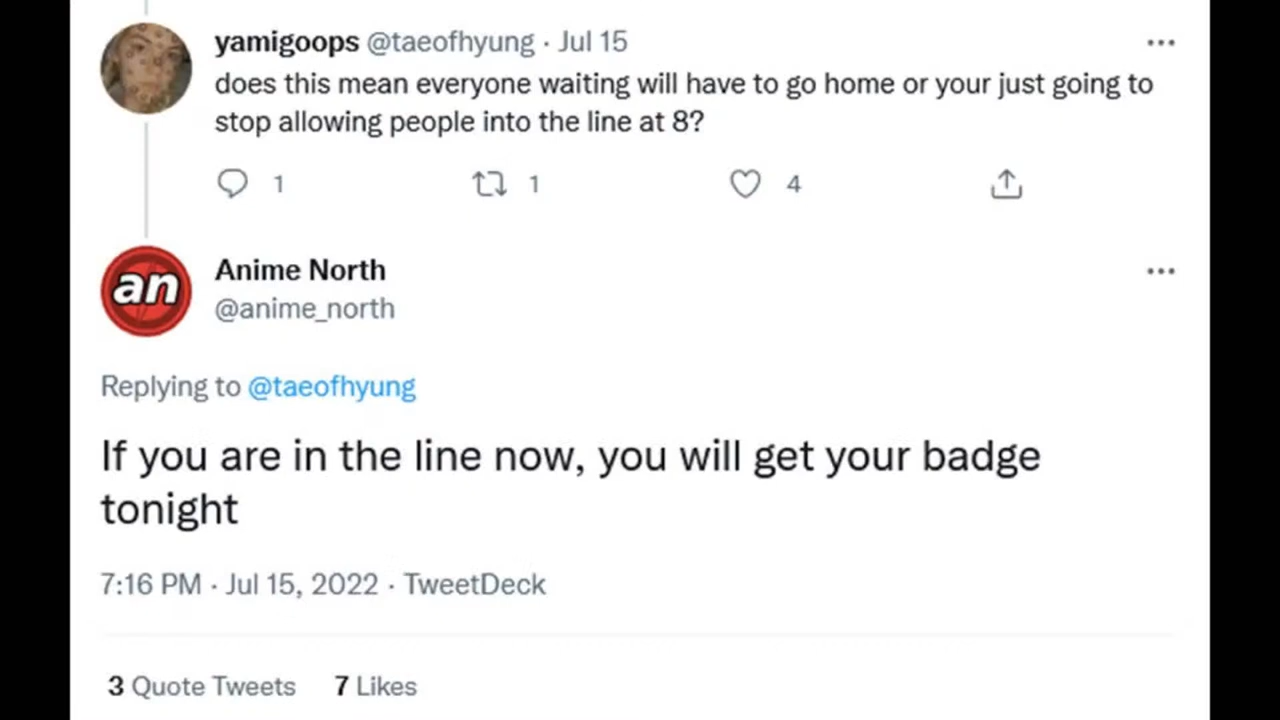 yamigoops @taeofhyung · Jul 15
does this mean everyone waiting will have to go home or your just going to
stop allowing people into the line at 8?
1 1 4
an
Anime North
@anime_north
Replying to @taeofhyung
If you are in the line now, you will get your badge
tonight
7:16 PM · Jul 15, 2022 · TweetDeck
3 Quote Tweets 7 Likes